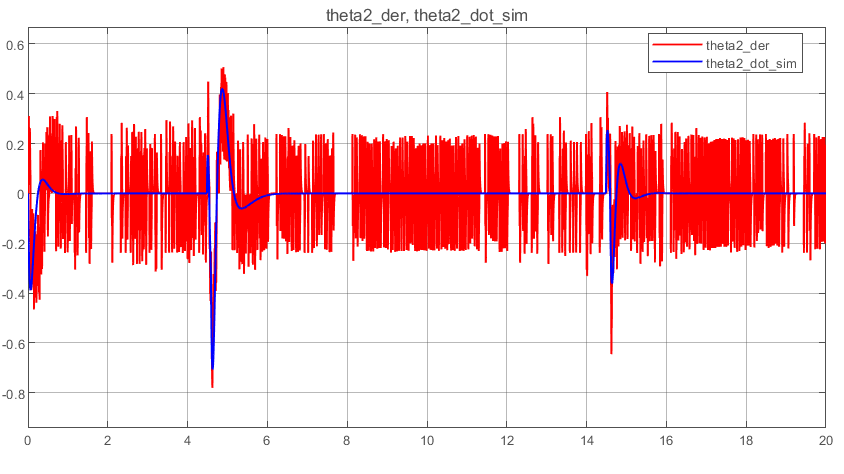 theta2_der, theta2_dot_sim
theta2_der
theta2_dot_sim
0.6
0.4
0.2
0
-0.2
-0.4
-0.6
-0.8
0 2 4 6 8 10 12 14 16 18 20